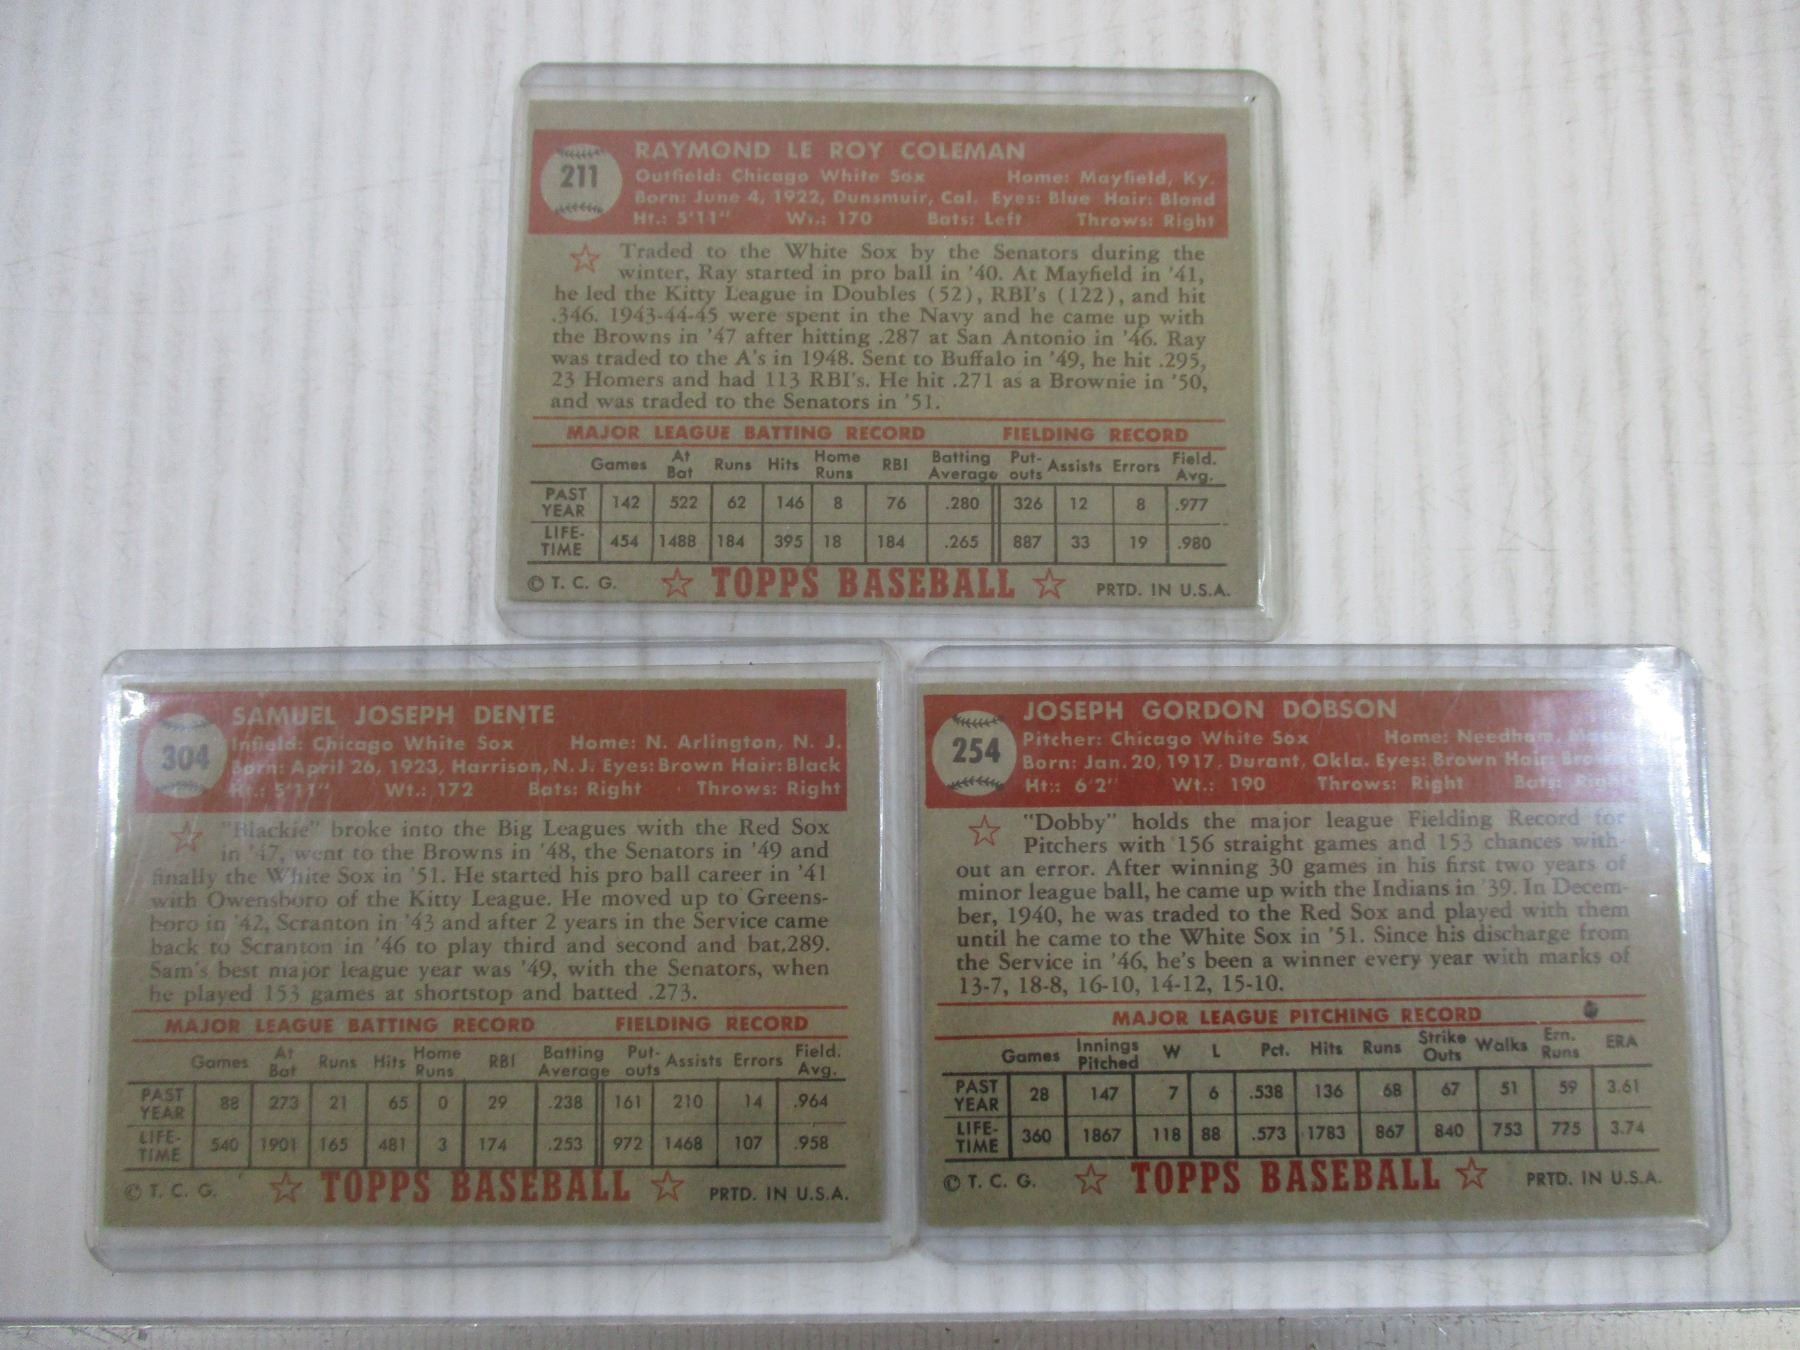 211
RAYMOND LE ROY COLEMAN
Outfield: Chicago White Sox Home: Mayfield, Ky.
Born: June 4, 1922, Dunsmuir, Cal. Eyes: Blue Hair: Blond
Ht.: 5'11" Wt.: 170 Bats: Left Throws: Right
Traded to the White Sox by the Senators during the
winter, Ray started in pro ball in '40. At Mayfield in '41,
he led the Kitty League in Doubles (52), RBI's (122), and hit
.346. 1943-44-45 were spent in the Navy and he came up with
the Browns in '47 after hitting .287 at San Antonio in '46. Ray
was traded to the A's in 1948. Sent to Buffalo in '49, he hit .295,
23 Homers and had 113 RBI's. He hit .271 as a Brownie in '50,
and was traded to the Senators in '51.
MAJOR LEAGUE BATTING RECORD FIELDING RECORD
Games At Bat Runs Hits Home Runs RBI Batting Average Put-outs Assists Errors Field. Avg.
PAST YEAR 142 522 62 146 8 76 .280 326 12 8 .977
LIFE-TIME 454 1488 184 395 18 184 .265 887 33 19 .980
© T. C. G. TOPPS BASEBALL PRTD. IN U.S.A.
304
SAMUEL JOSEPH DENTE
Infield: Chicago White Sox Home: N. Arlington, N. J.
Born: April 26, 1923, Harrison, N. J. Eyes: Brown Hair: Black
Ht.: 5'11" Wt.: 172 Bats: Right Throws: Right
"Blackie" broke into the Big Leagues with the Red Sox
in '47, went to the Browns in '48, the Senators in '49 and
finally the White Sox in '51. He started his pro ball career in '41
with Owensboro of the Kitty League. He moved up to Greens-
boro in '42, Scranton in '43 and after 2 years in the Service came
back to Scranton in '46 to play third and second and bat.289.
Sam's best major league year was '49, with the Senators, when
he played 153 games at shortstop and batted .273.
MAJOR LEAGUE BATTING RECORD FIELDING RECORD
Games At Bat Runs Hits Home Runs RBI Batting Average Put-outs Assists Errors Field. Avg.
PAST YEAR 88 273 21 65 0 29 .238 161 210 14 .964
LIFE-TIME 540 1901 165 481 3 174 .253 972 1468 107 .958
© T. C. G. TOPPS BASEBALL PRTD. IN U.S.A.
254
JOSEPH GORDON DOBSON
Pitcher: Chicago White Sox Home: Needham,
Born: Jan. 20, 1917, Durant, Okla. Eyes: Brown Hair: Brown
Ht.: 6'2" Wt.: 190 Throws: Right Bats: Right
"Dobby" holds the major league Fielding Record for
Pitchers with 156 straight games and 153 chances with-
out an error. After winning 30 games in his first two years of
minor league ball, he came up with the Indians in '39. In Decem-
ber, 1940, he was traded to the Red Sox and played with them
until he came to the White Sox in '51. Since his discharge from
the Service in '46, he's been a winner every year with marks of
13-7, 18-8, 16-10, 14-12, 15-10.
MAJOR LEAGUE PITCHING RECORD
Games Innings Pitched W L Pct. Hits Runs Strike Outs Walks Ern. Runs ERA
PAST YEAR 28 147 7 6 .538 136 68 67 51 59 3.61
LIFE-TIME 360 1867 118 88 .573 1783 867 840 753 775 3.74
© T. C. G. TOPPS BASEBALL PRTD. IN U.S.A.